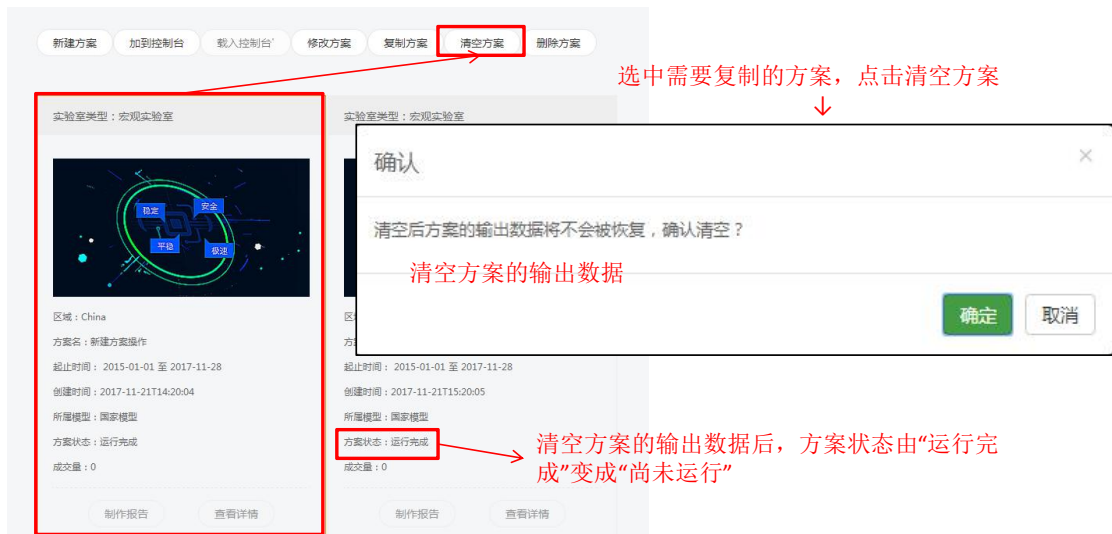 新建方案 加到控制台 载入控制台' 修改方案 复制方案 清空方案 删除方案
选中需要复制的方案，点击清空方案
↓
实验室类型：宏观实验室
稳定
安全
平稳
极速
区域：China
方案名：新建方案操作
起止时间： 2015-01-01 至 2017-11-28
创建时间：2017-11-21T14:20:04
所属模型：国家模型
方案状态：运行完成
成交量：0
制作报告 查看详情
实验室类型：宏观实验室
确认 ×
清空后方案的输出数据将不会被恢复，确认清空？
清空方案的输出数据
确定 取消
起止时间： 2015-01-01 至 2017-11-28
创建时间：2017-11-21T15:20:05
所属模型：国家模型
方案状态：运行完成
成交量：0
制作报告 查看详情
清空方案的输出数据后，方案状态由“运行完
成”变成“尚未运行”